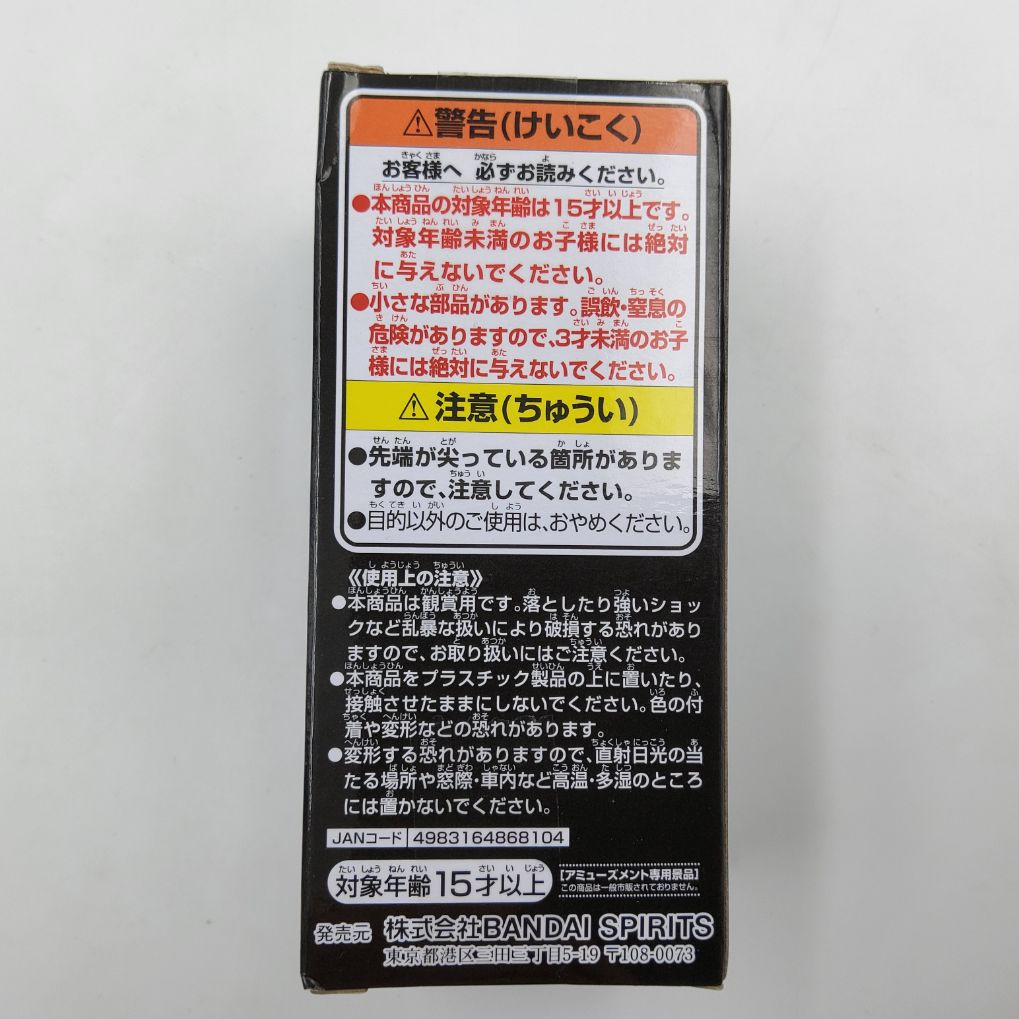 ⚠警告(けいこく)
お客様へ 必ずお読みください。
●本商品の対象年齢は15才以上です。
対象年齢未満のお子様には絶対
に与えないでください。
●小さな部品があります。誤飲・窒息の
危険がありますので、3才未満のお子
様には絶対に与えないでください。
⚠注意(ちゅうい)
●先端が尖っている箇所がありま
すので、注意してください。
●目的以外のご使用は、おやめください。
《使用上の注意》
●本商品は観賞用です。落としたり強いショッ
クなど乱暴な扱いにより破損する恐れがあり
ますので、お取り扱いにはご注意ください。
●本商品をプラスチック製品の上に置いたり、
接触させたままにしないでください。色の付
着や変形などの恐れがあります。
●変形する恐れがありますので、直射日光の当
たる場所や窓際・車内など高温・多湿のところ
には置かないでください。
JANコード 4983164868104
対象年齢15才以上
[アミューズメント専用景品]
この商品は一般市販されておりません。
発売元 株式会社BANDAI SPIRITS
東京都港区三田三丁目5-19 〒108-0073